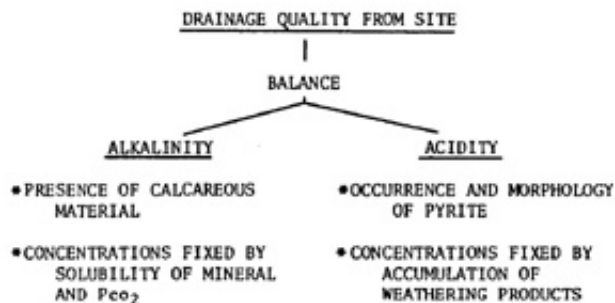 DRAINAGE QUALITY FROM SITE
BALANCE
ALKALINITY
*PRESENCE OF CALCAREOUS
MATERIAL
*CONCENTRATIONS FIXED BY
SOLUBILITY OF MINERAL
AND Pco₂
ACIDITY
*OCCURRENCE AND MORPHOLOGY
OF PYRITE
*CONCENTRATIONS FIXED BY
ACCUMULATION OF
WEATHERING PRODUCTS